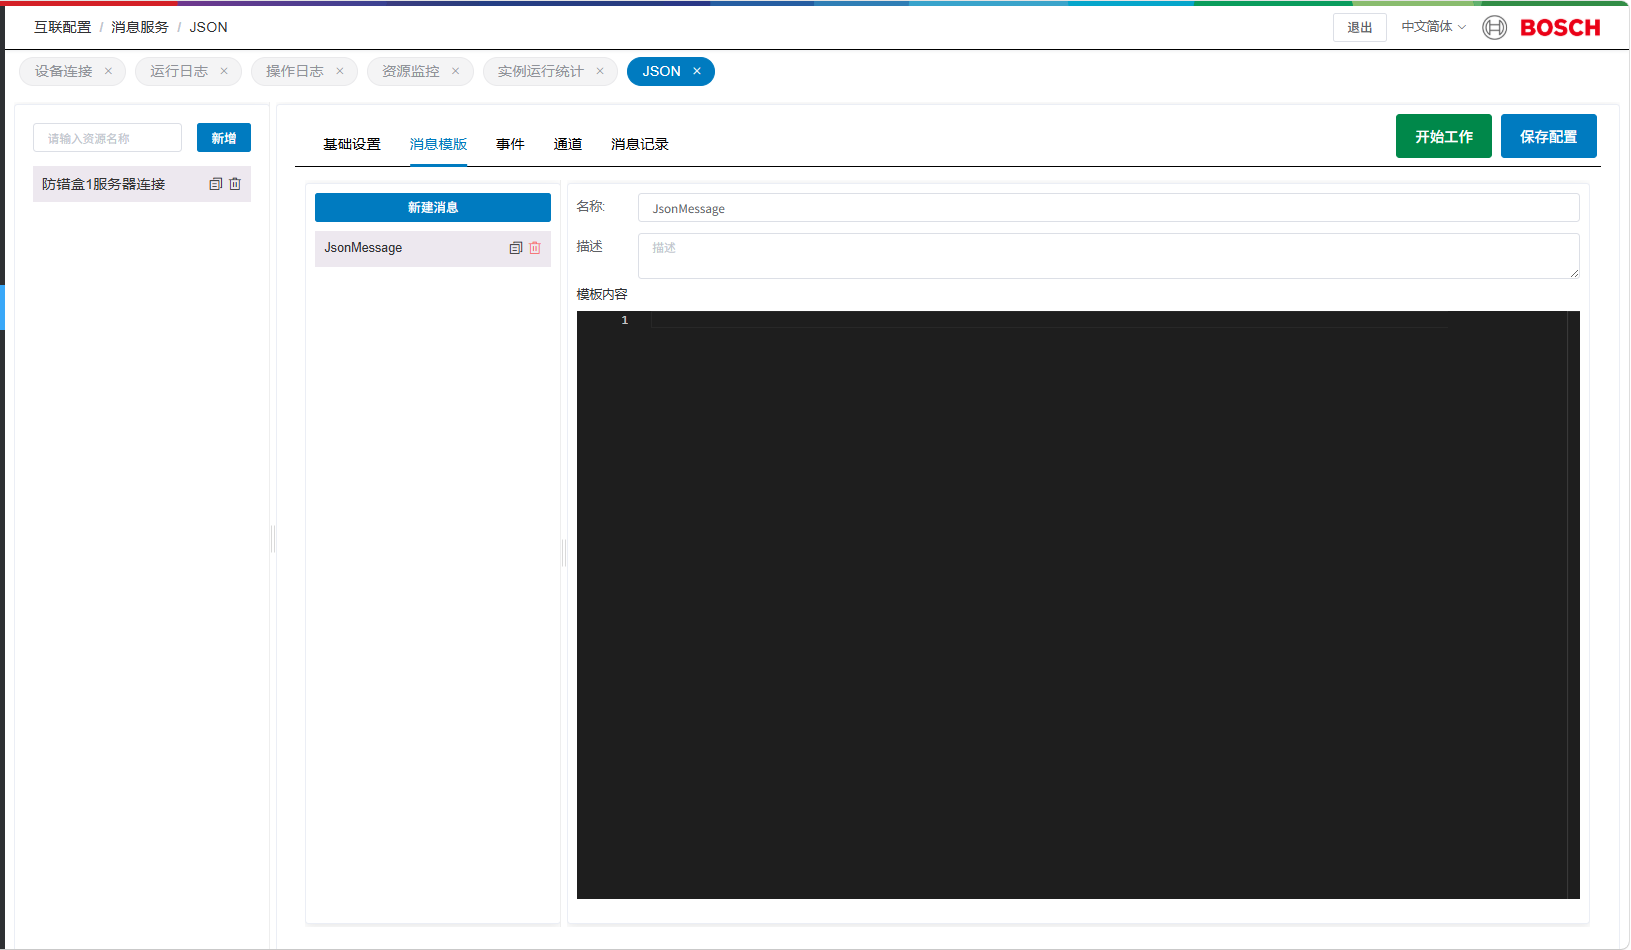 互联配置 / 消息服务 / JSON
退出 中文简体 BOSCH
设备连接 × 运行日志 × 操作日志 × 资源监控 × 实例运行统计 × JSON ×
请输入资源名称 新增
防错盒1服务器连接
基础设置 消息模版 事件 通道 消息记录
开始工作 保存配置
新建消息
JsonMessage
名称: JsonMessage
描述 描述
模板内容
1